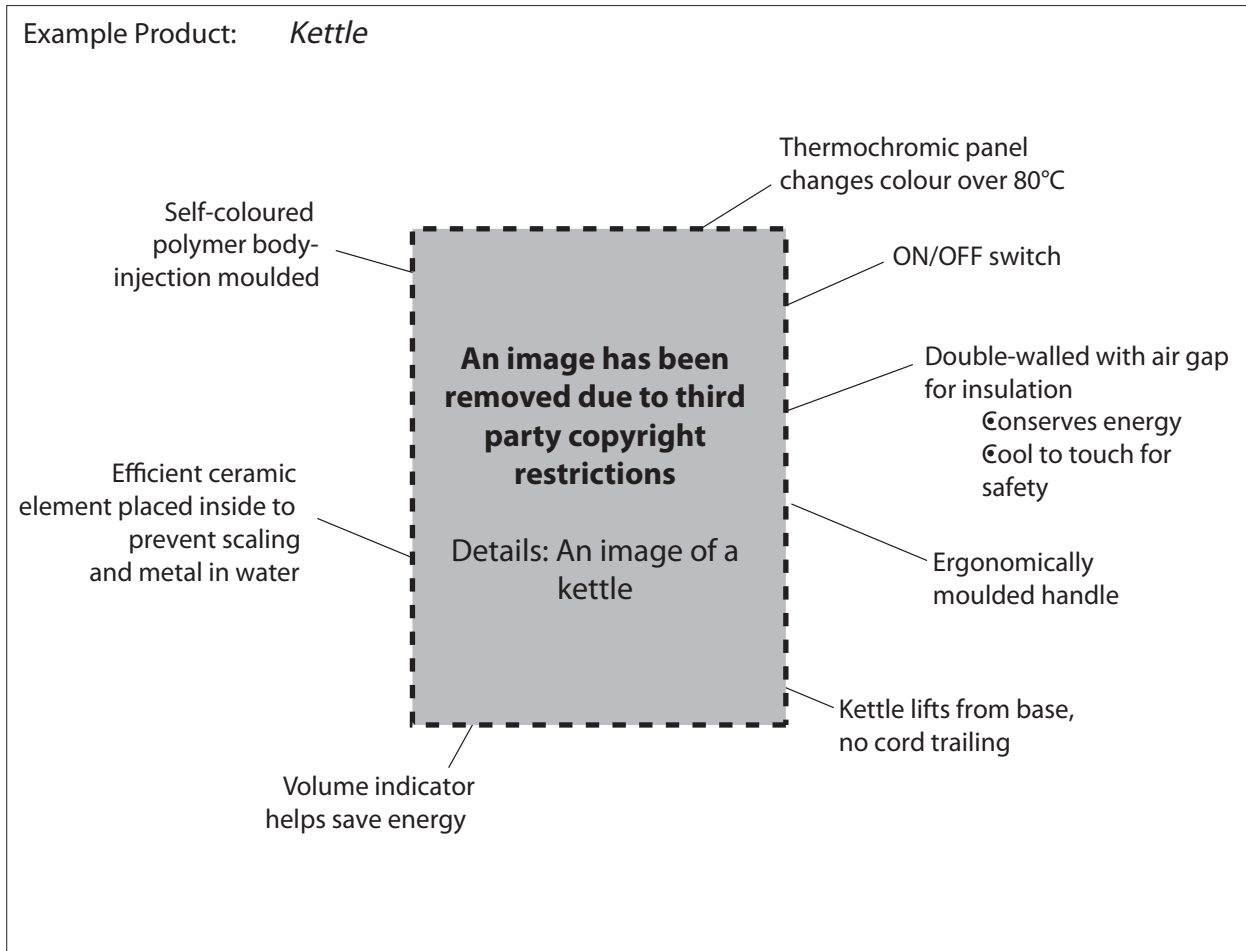 Example Product: Kettle
Thermochromic panel
changes colour over 80°C
Self-coloured
polymer body-
injection moulded
ON/OFF switch
An image has been
removed due to third
party copyright
restrictions
Details: An image of a
kettle
Double-walled with air gap
for insulation
•Conserves energy
•Cool to touch for
safety
Efficient ceramic
element placed inside to
prevent scaling
and metal in water
Ergonomically
moulded handle
Kettle lifts from base,
no cord trailing
Volume indicator
helps save energy